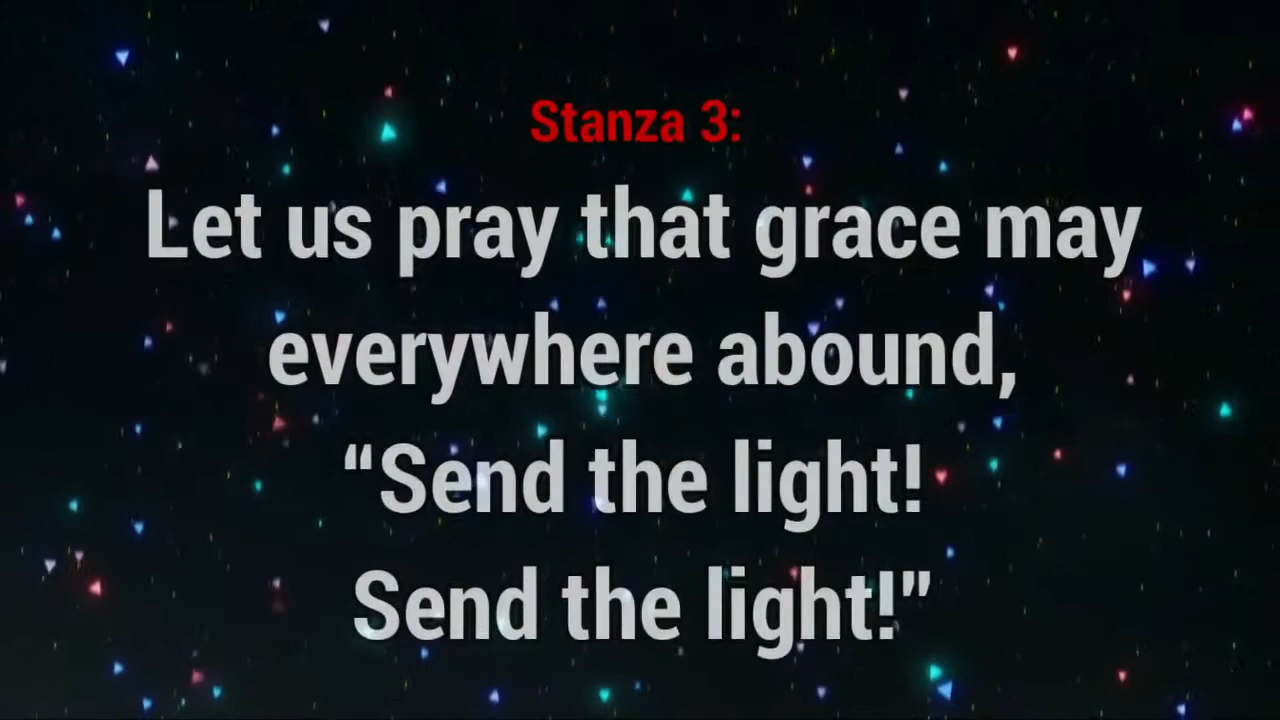 Stanza 3:
Let us pray that grace may
everywhere abound,
“Send the light!
Send the light!”